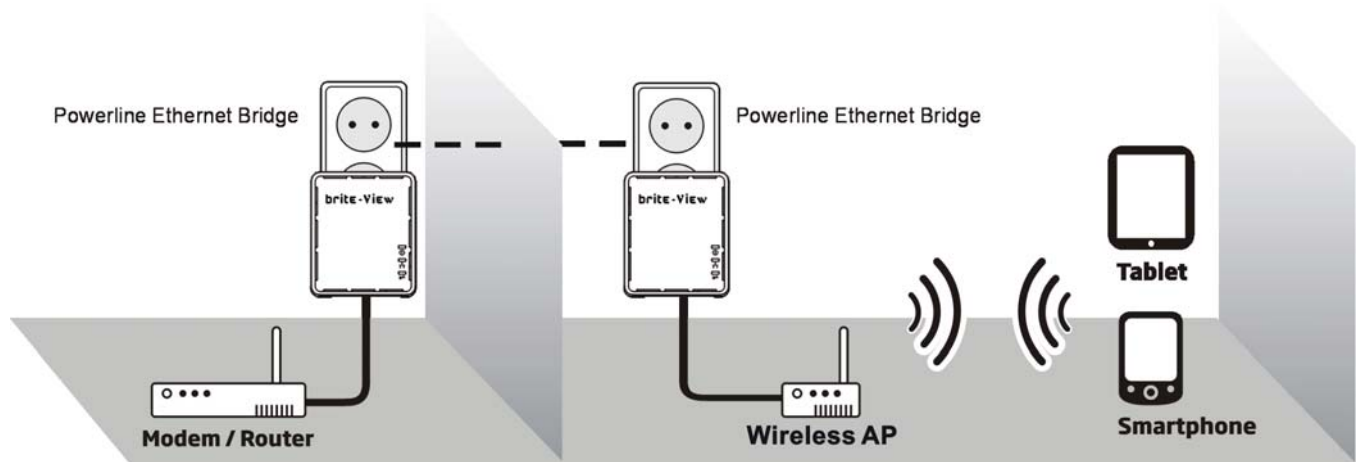 Powerline Ethernet Bridge
Powerline Ethernet Bridge
brite-View
brite-View
Tablet
Modem / Router
Wireless AP
Smartphone